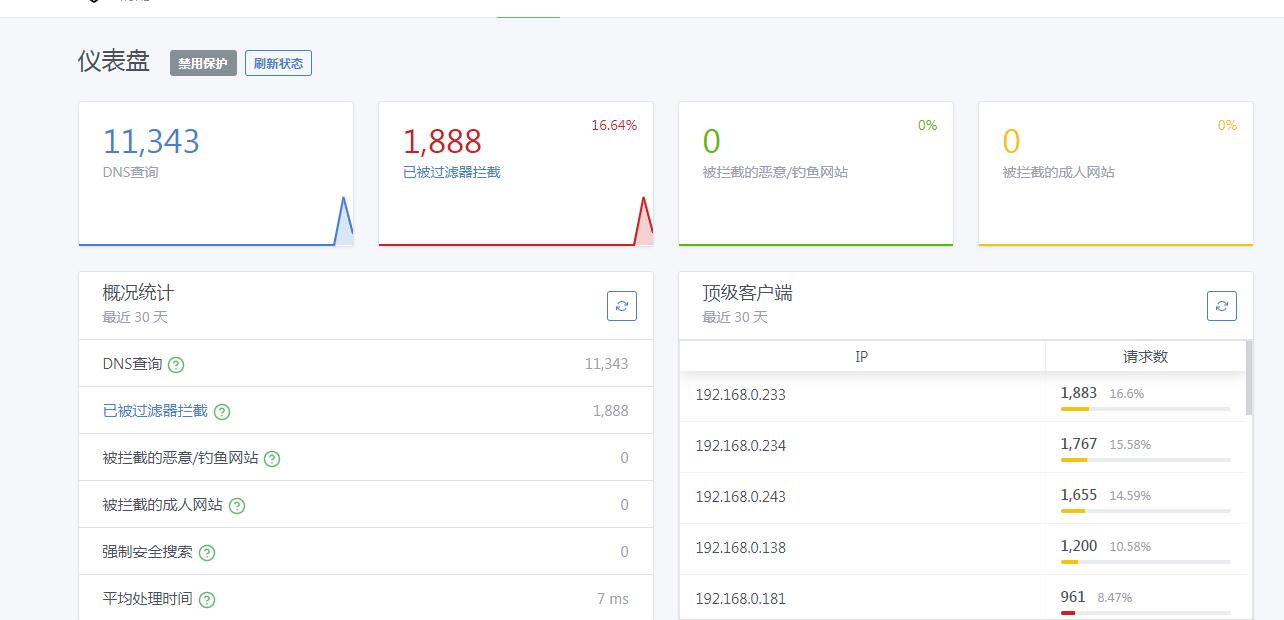 仪表盘 禁用保护 刷新状态
11,343
DNS查询
1,888 16.64%
已被过滤器拦截
0 0%
被拦截的恶意/钓鱼网站
0 0%
被拦截的成人网站
概况统计
最近 30 天
DNS查询 ? 11,343
已被过滤器拦截 ? 1,888
被拦截的恶意/钓鱼网站 ? 0
被拦截的成人网站 ? 0
强制安全搜索 ? 0
平均处理时间 ? 7 ms
顶级客户端
最近 30 天
IP 请求数
192.168.0.233 1,883 16.6%
192.168.0.234 1,767 15.58%
192.168.0.243 1,655 14.59%
192.168.0.138 1,200 10.58%
192.168.0.181 961 8.47%